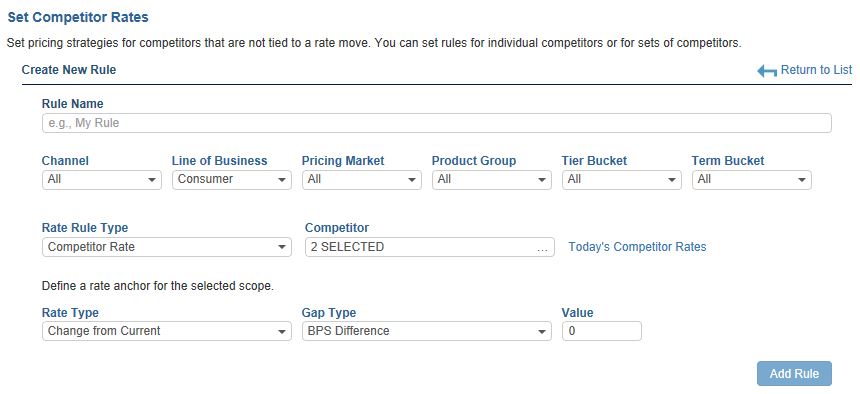 Set Competitor Rates
Set pricing strategies for competitors that are not tied to a rate move. You can set rules for individual competitors or for sets of competitors.
Create New Rule Return to List
Rule Name
e.g., My Rule
Channel Line of Business Pricing Market Product Group Tier Bucket Term Bucket
All Consumer All All All All
Rate Rule Type Competitor
Competitor Rate 2 SELECTED ... Today's Competitor Rates
Define a rate anchor for the selected scope.
Rate Type Gap Type Value
Change from Current BPS Difference 0
Add Rule